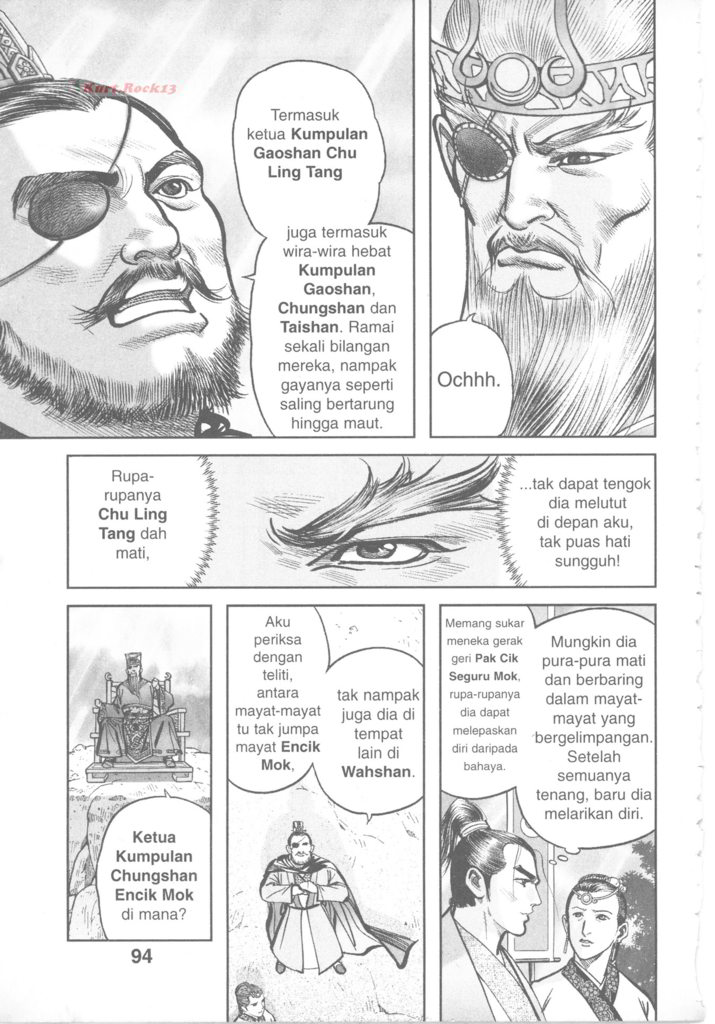 Kurt.Rock13
Termasuk
ketua Kumpulan
Gaoshan Chu
Ling Tang
juga termasuk
wira-wira hebat
Kumpulan
Gaoshan,
Chungshan dan
Taishan. Ramai
sekali bilangan
mereka, nampak
gayanya seperti
saling bertarung
hingga maut.
Ochhh.
Rupa-
rupanya
Chu Ling
Tang dah
mati,
...tak dapat tengok
dia melutut
di depan aku,
tak puas hati
sungguh!
Ketua
Kumpulan
Chungshan
Encik Mok
di mana?
Aku
periksa
dengan
teliti,
antara
mayat-mayat
tu tak jumpa
mayat Encik
Mok,
tak nampak
juga dia di
tempat
lain di
Wahshan.
Memang sukar
meneka gerak
geri Pak Cik
Seguru Mok,
rupa-rupanya
dia dapat
melepaskan
diri daripada
bahaya.
Mungkin dia
pura-pura mati
dan berbaring
dalam mayat-
mayat yang
bergelimpangan.
Setelah
semuanya
tenang, baru dia
melarikan diri.
94